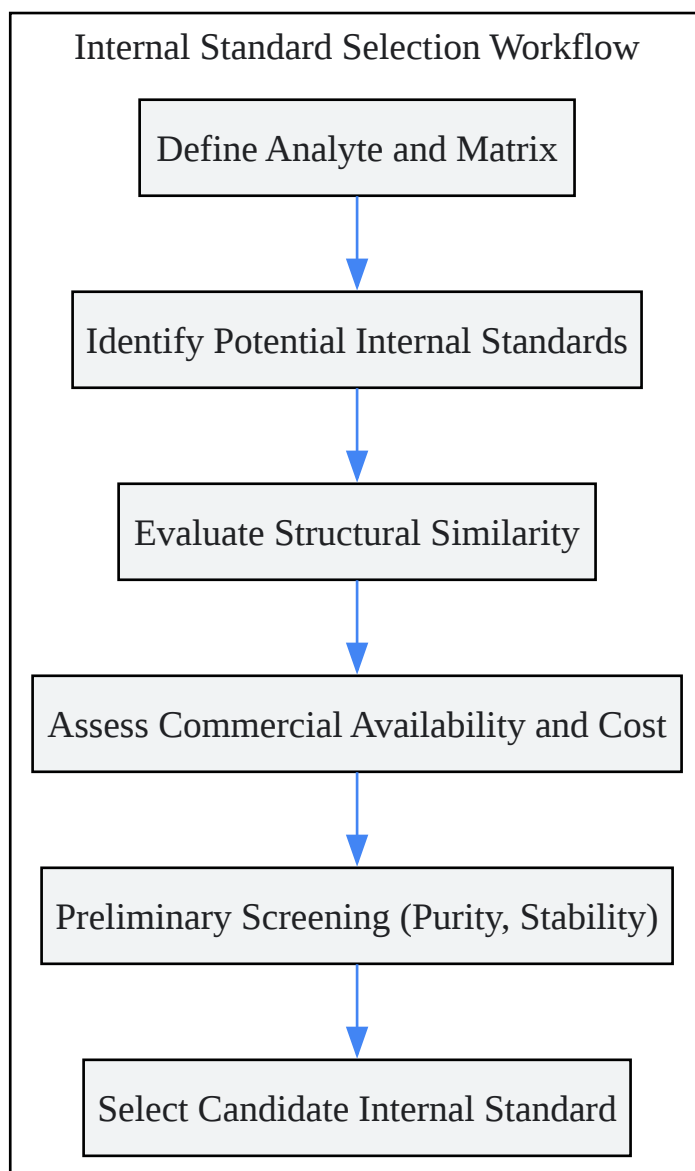 Internal Standard Selection Workflow
Define Analyte and Matrix
Identify Potential Internal Standards
Evaluate Structural Similarity
Assess Commercial Availability and Cost
Preliminary Screening (Purity, Stability)
Select Candidate Internal Standard